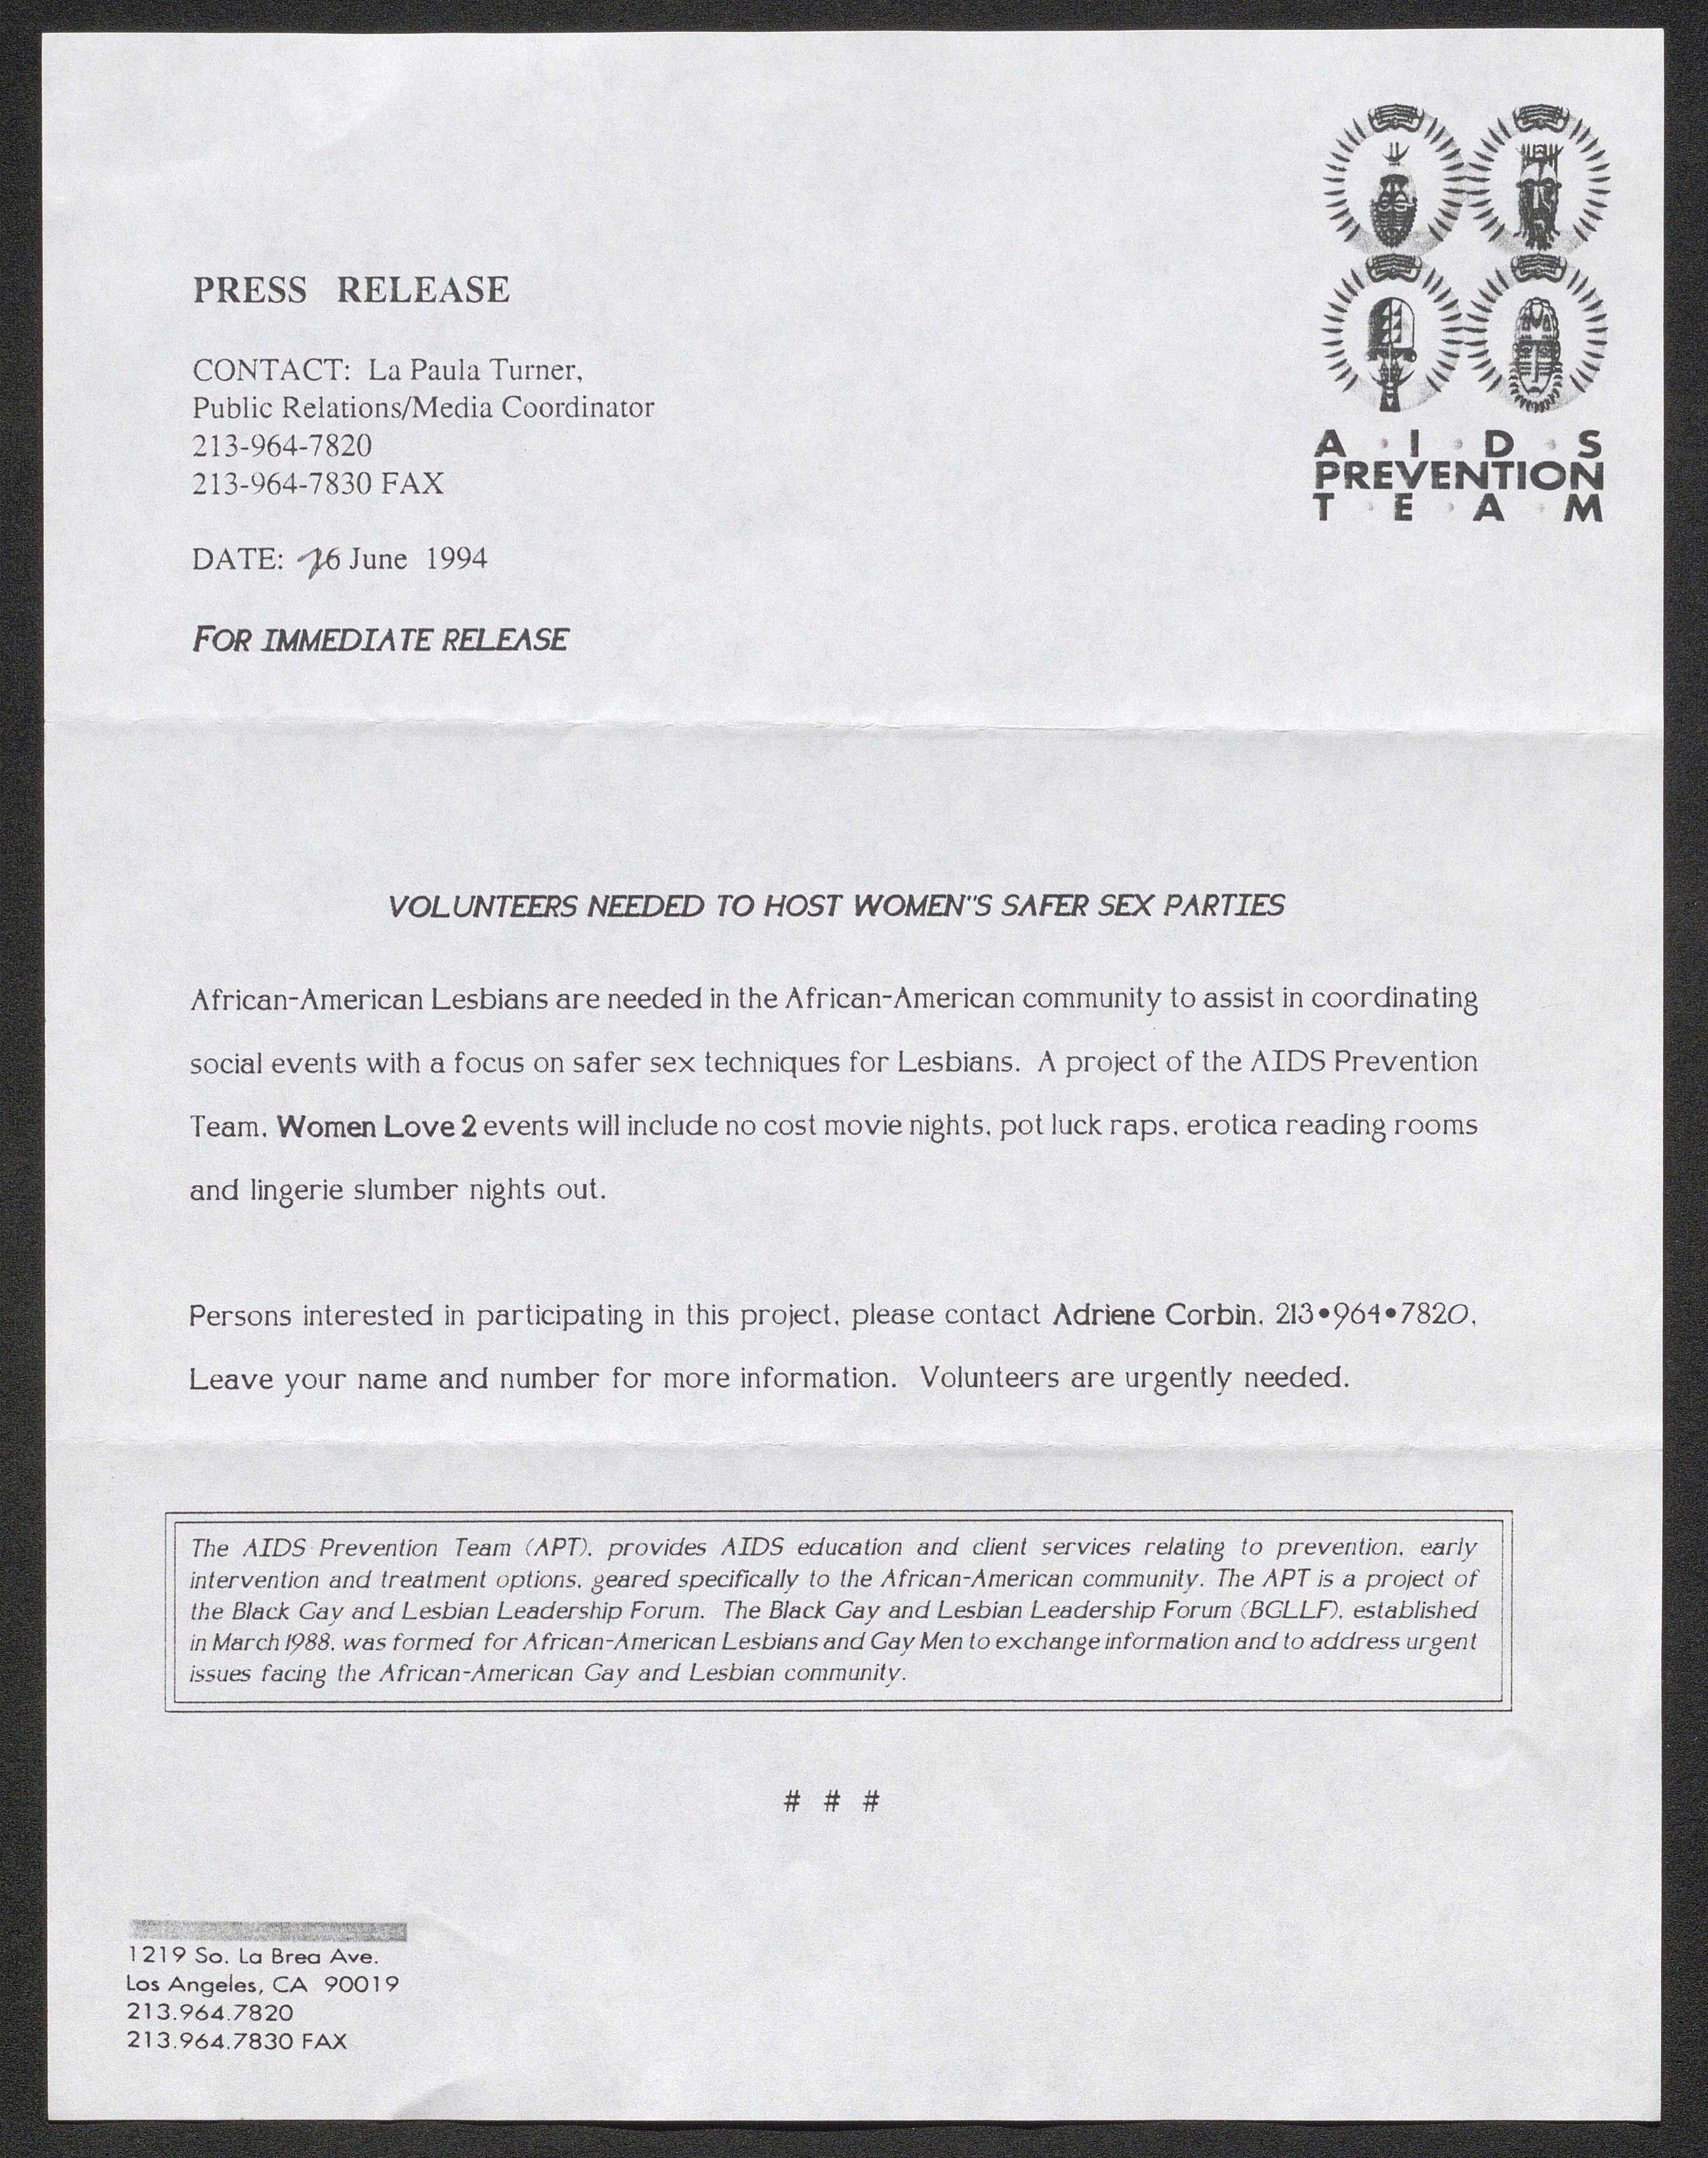 A • I • D • S
PREVENTION
T • E • A • M
PRESS RELEASE
CONTACT: La Paula Turner,
Public Relations/Media Coordinator
213-964-7820
213-964-7830 FAX
DATE: 26 June 1994
FOR IMMEDIATE RELEASE
VOLUNTEERS NEEDED TO HOST WOMEN"S SAFER SEX PARTIES
African-American Lesbians are needed in the African-American community to assist in coordinating
social events with a focus on safer sex techniques for Lesbians. A project of the AIDS Prevention
Team, Women Love 2 events will include no cost movie nights, pot luck raps, erotica reading rooms
and lingerie slumber nights out.
Persons interested in participating in this project, please contact Adriene Corbin, 213•964•7820,
Leave your name and number for more information. Volunteers are urgently needed.
The AIDS Prevention Team (APT), provides AIDS education and client services relating to prevention, early
intervention and treatment options, geared specifically to the African-American community. The APT is a project of
the Black Gay and Lesbian Leadership Forum. The Black Gay and Lesbian Leadership Forum (BGLLF), established
in March 1988, was formed for African-American Lesbians and Gay Men to exchange information and to address urgent
issues facing the African-American Gay and Lesbian community.
# # #
1219 So. La Brea Ave.
Los Angeles, CA 90019
213.964.7820
213.964.7830 FAX